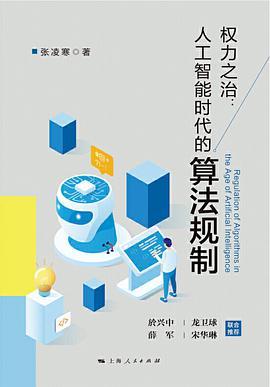 张凌寒◎著
权力之治：
人工智能时代的
算法规制
Regulation of Algorithms in
the Age of Artificial Intelligence
於兴中｜龙卫球
薛 军｜宋华琳
联合
推荐
上海人民出版社